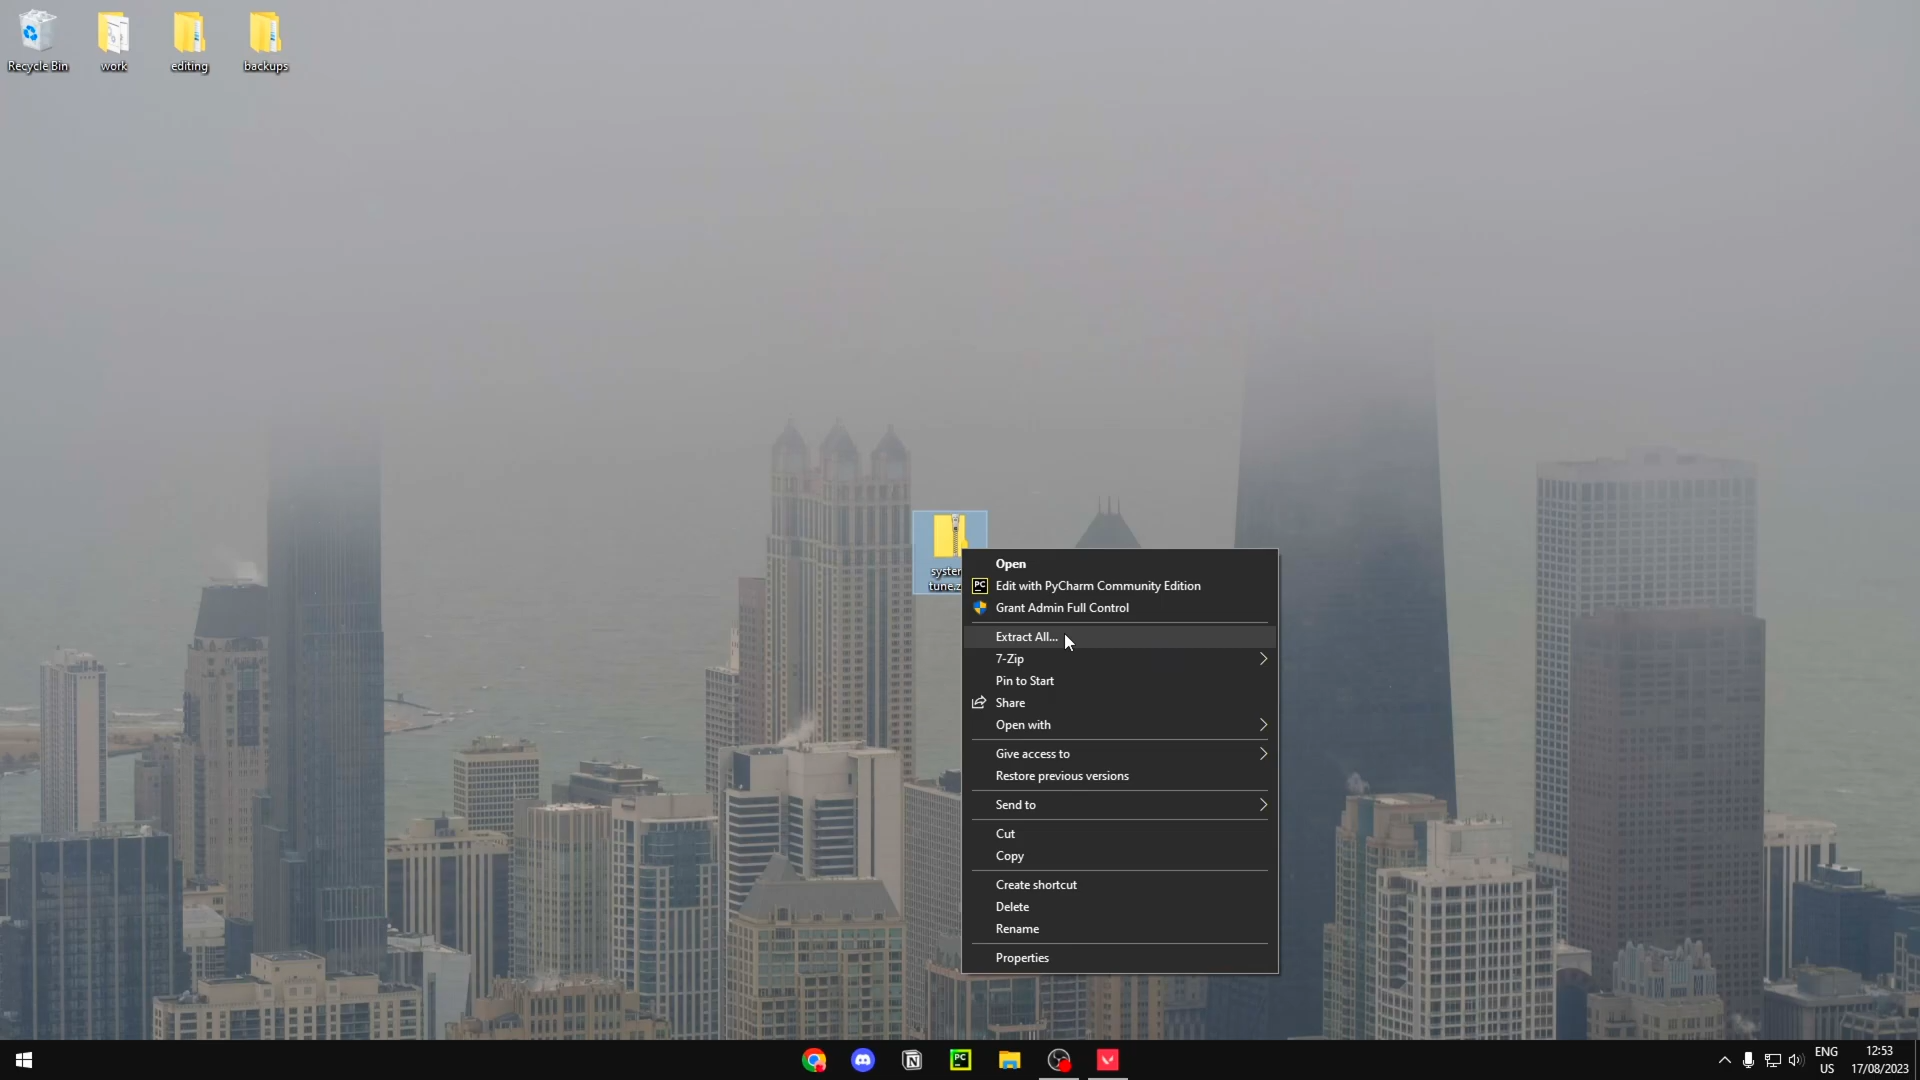 Recycle Bin
work
editing
backups
Open
Edit with PyCharm Community Edition
Grant Admin Full Control
Extract All...
7-Zip
Pin to Start
Share
Open with
Give access to
Restore previous versions
Send to
Cut
Copy
Create shortcut
Delete
Rename
Properties
PC
PC
ENG
US
12:53
17/08/2023